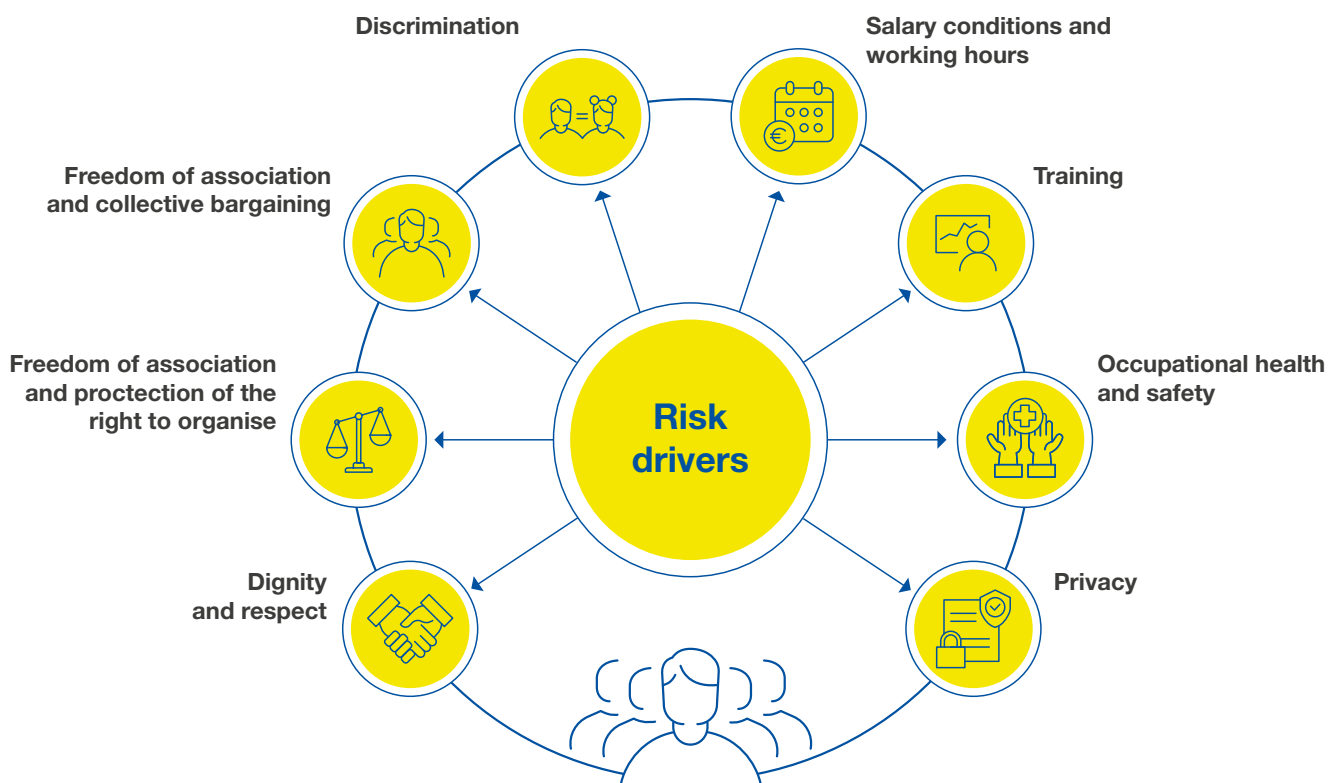 Discrimination
Salary conditions and
working hours
Freedom of association
and collective bargaining
Training
Freedom of association
and proctection of the
right to organise
Risk
drivers
Occupational health
and safety
Dignity
and respect
Privacy
€